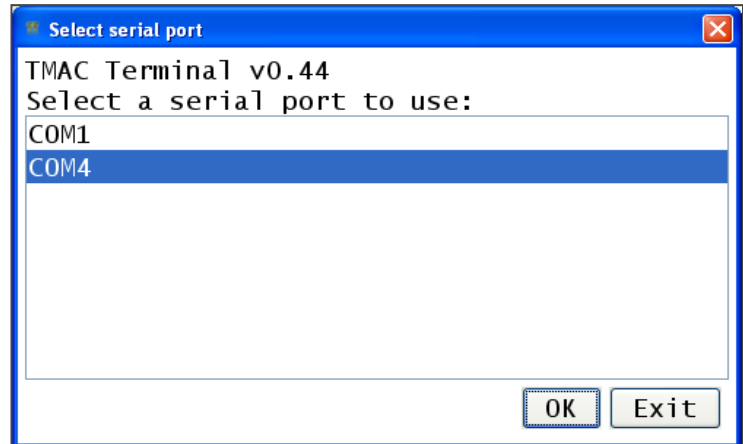 Select serial port
TMAC Terminal v0.44
Select a serial port to use:
COM1
COM4
OK Exit